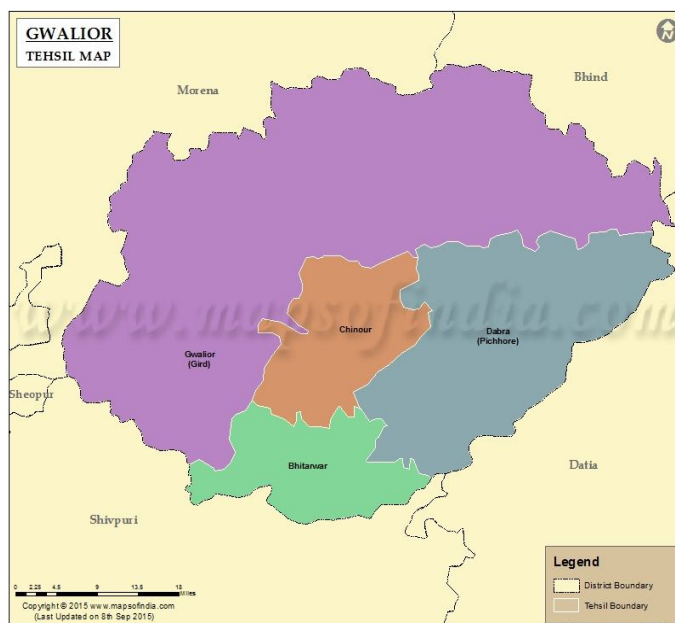 GWALIOR
TEHSIL MAP
N
Morena
Bhind
www.mapsofindia.com
Chinour
Dabra
(Pichhore)
Gwalior
(Gird)
Sheopur
Bhitarwar
Datia
Shivpuri
0 2.25 4.5 9 13.5 18
Miles
Copyright © 2015 www.mapsofindia.com
(Last Updated on 8th Sep 2015)
Legend
District Boundary
Tehsil Boundary